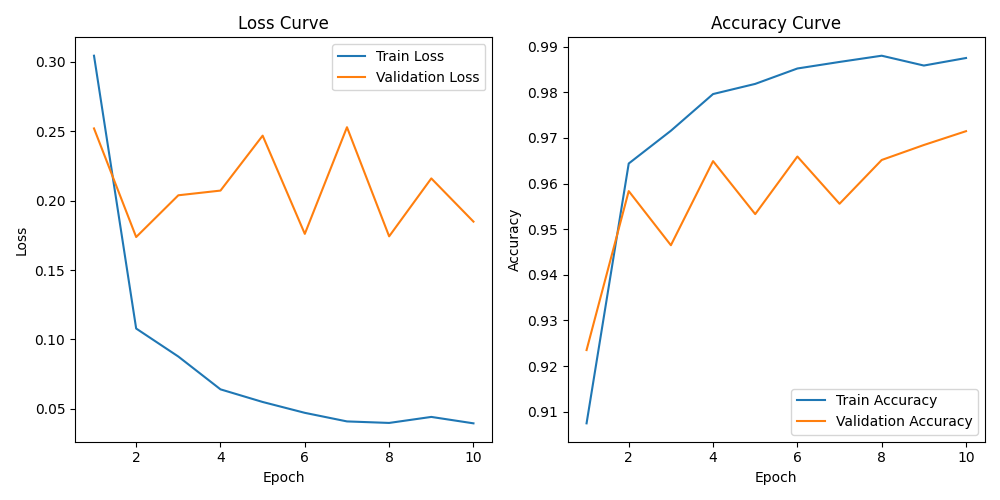 Loss Curve
Train Loss
Validation Loss
0.30
0.25
0.20
0.15
0.10
0.05
Loss
2 4 6 8 10
Epoch
Accuracy Curve
0.99
0.98
0.97
0.96
0.95
0.94
0.93
0.92
0.91
Accuracy
Train Accuracy
Validation Accuracy
2 4 6 8 10
Epoch